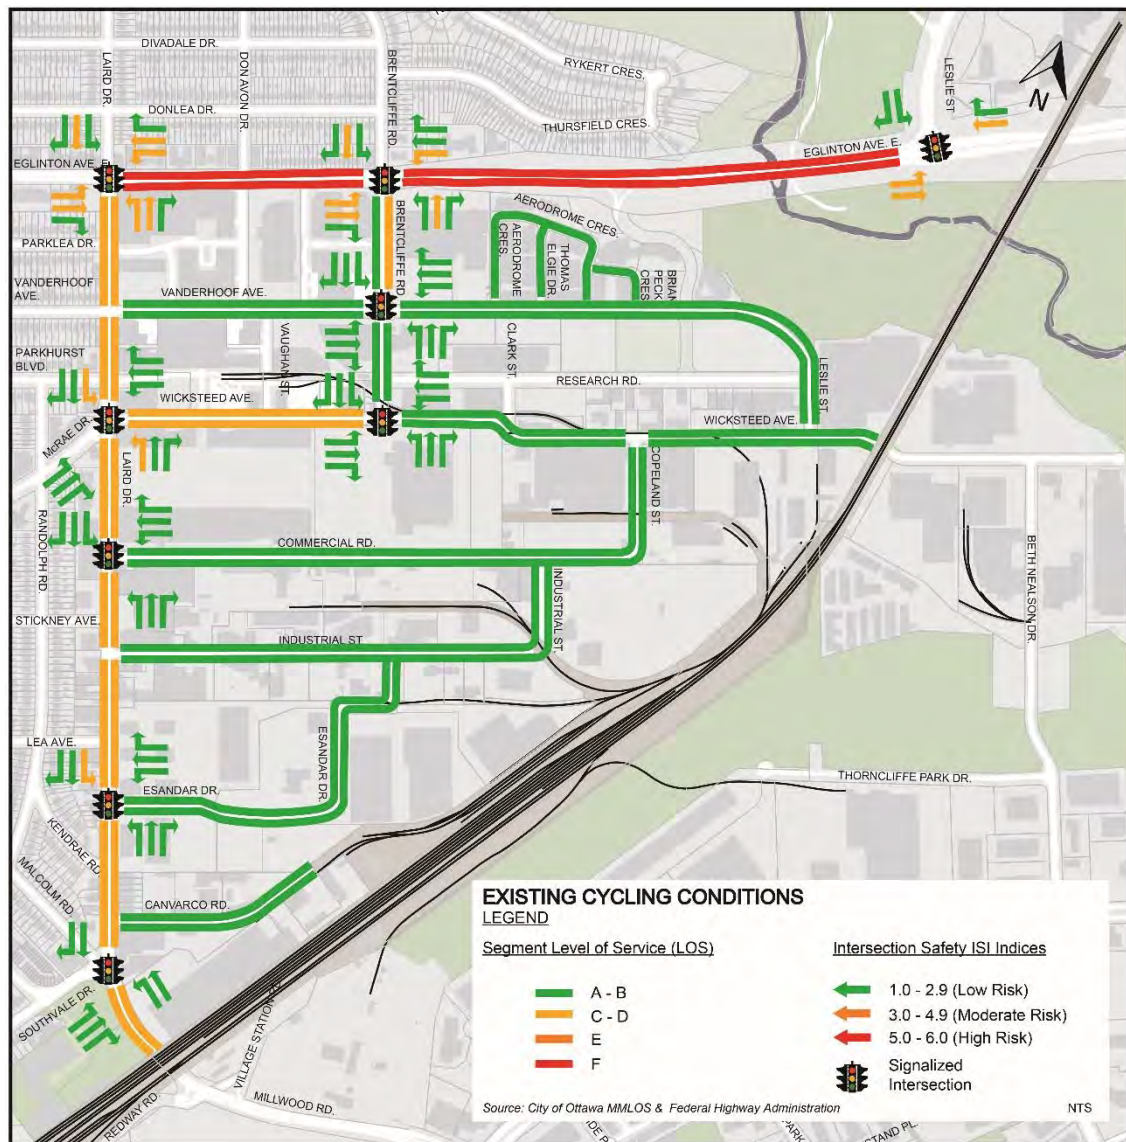 DIVADALE DR.
LAIRD DR.
DON AVON DR.
BRENTCLIFFE RD.
RYKERT CRES.
LESLIE ST
N
DONLEA DR.
THURSFIELD CRES.
EGLINTON AVE. E.
EGLINTON AVE. E.
PARKLEA DR.
BRENTCLIFFE RD
AERODROME CRES.
AERODROME CRES.
THOMAS ELGIE DR.
BRIAN PECK CRES.
VANDERHOOF AVE.
VANDERHOOF AVE.
VAUGHAN ST.
CLARK ST.
PARKHURST BLVD.
RESEARCH RD.
LESLIE ST.
WICKSTEED AVE.
WICKSTEED AVE.
McRAE DR.
LAIRD DR.
COPELAND ST.
RANDOLPH RD.
COMMERCIAL RD.
BETH NEALSON DR.
INDUSTRIAL ST.
STICKNEY AVE.
INDUSTRIAL ST
LEA AVE.
ESANDAR DR.
ESANDAR DR.
THORNCLIFFE PARK DR.
KENDRAE RD
MALCOLM RD
CANVARCO RD.
SOUTHVALE DR.
VILLAGE STATION
REDWAY RD.
MILLWOOD RD.
EXISTING CYCLING CONDITIONS
LEGEND
Segment Level of Service (LOS)
A - B
C - D
E
F
Intersection Safety ISI Indices
1.0 - 2.9 (Low Risk)
3.0 - 4.9 (Moderate Risk)
5.0 - 6.0 (High Risk)
Signalized
Intersection
Source: City of Ottawa MMLOS & Federal Highway Administration
NTS